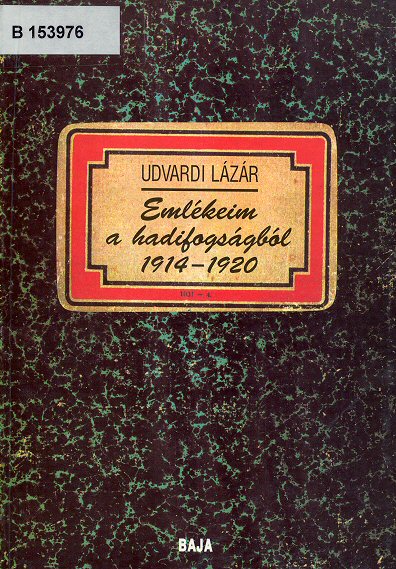 B 153976
UDVARDI LÁZÁR
Emlékeim
a hadifogságból
1914–1920
BAJA